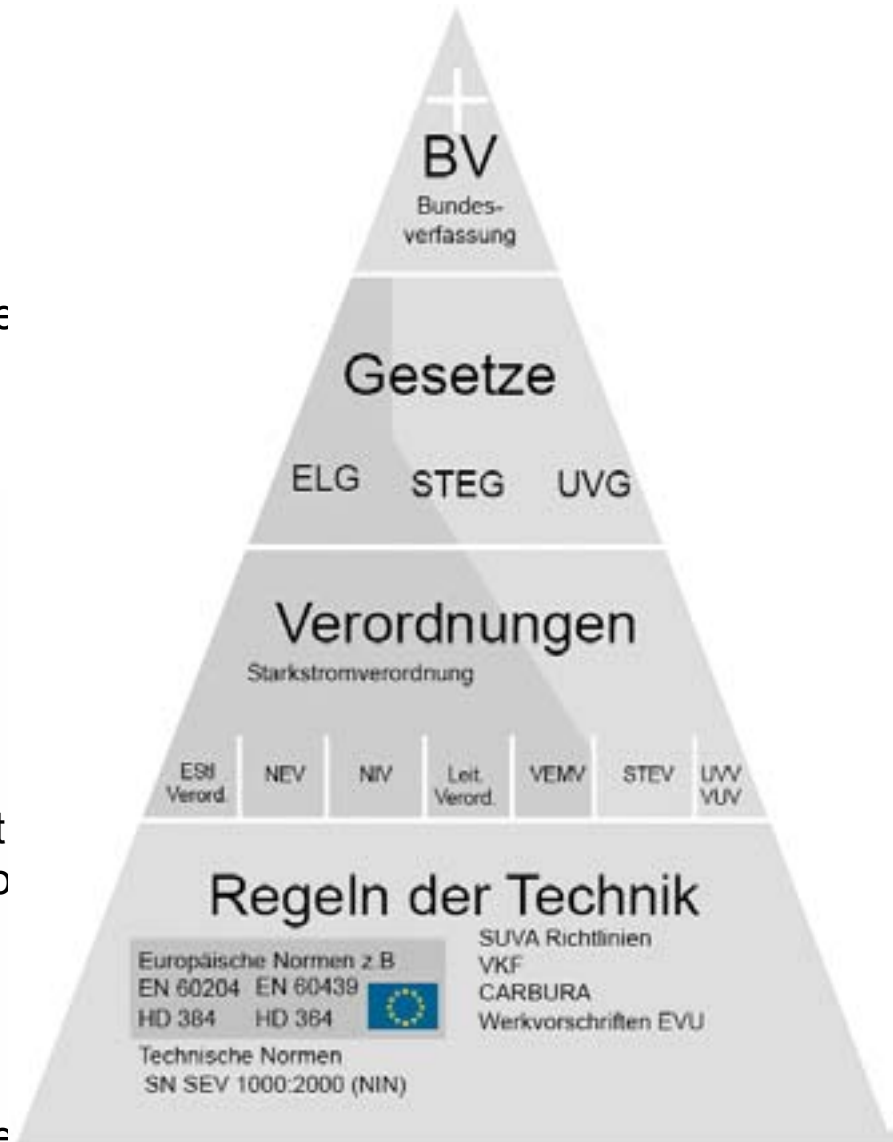 BV
Bundes-
verfassung
Gesetze
ELG STEG UVG
Verordnungen
Starkstromverordnung
EStI
Verord.
NEV
NIV
Leit.
Verord.
VEMV
STEV
UVV
VUV
Regeln der Technik
Europäische Normen z.B
EN 60204 EN 60439
HD 384 HD 364
Technische Normen
SN SEV 1000:2000 (NIN)
SUVA Richtlinien
VKF
CARBURA
Werkvorschriften EVU